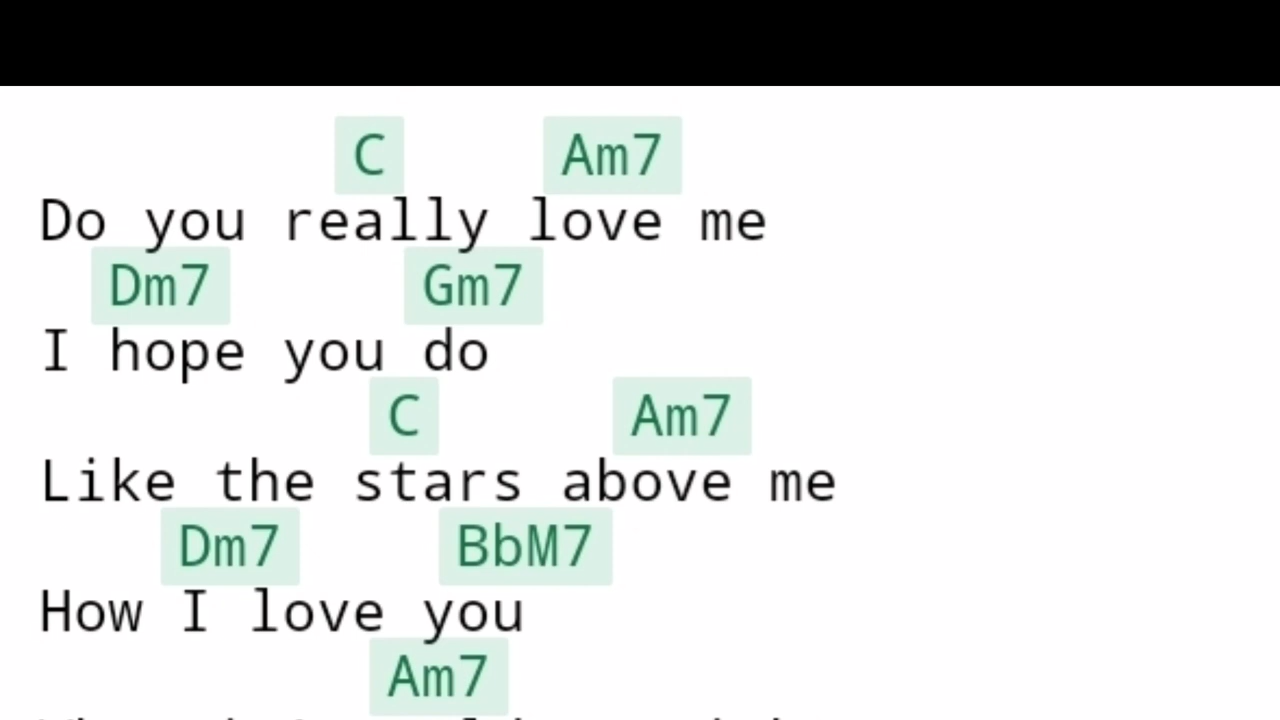 C Am7
Do you really love me
Dm7 Gm7
I hope you do
C Am7
Like the stars above me
Dm7 BbM7
How I love you
Am7